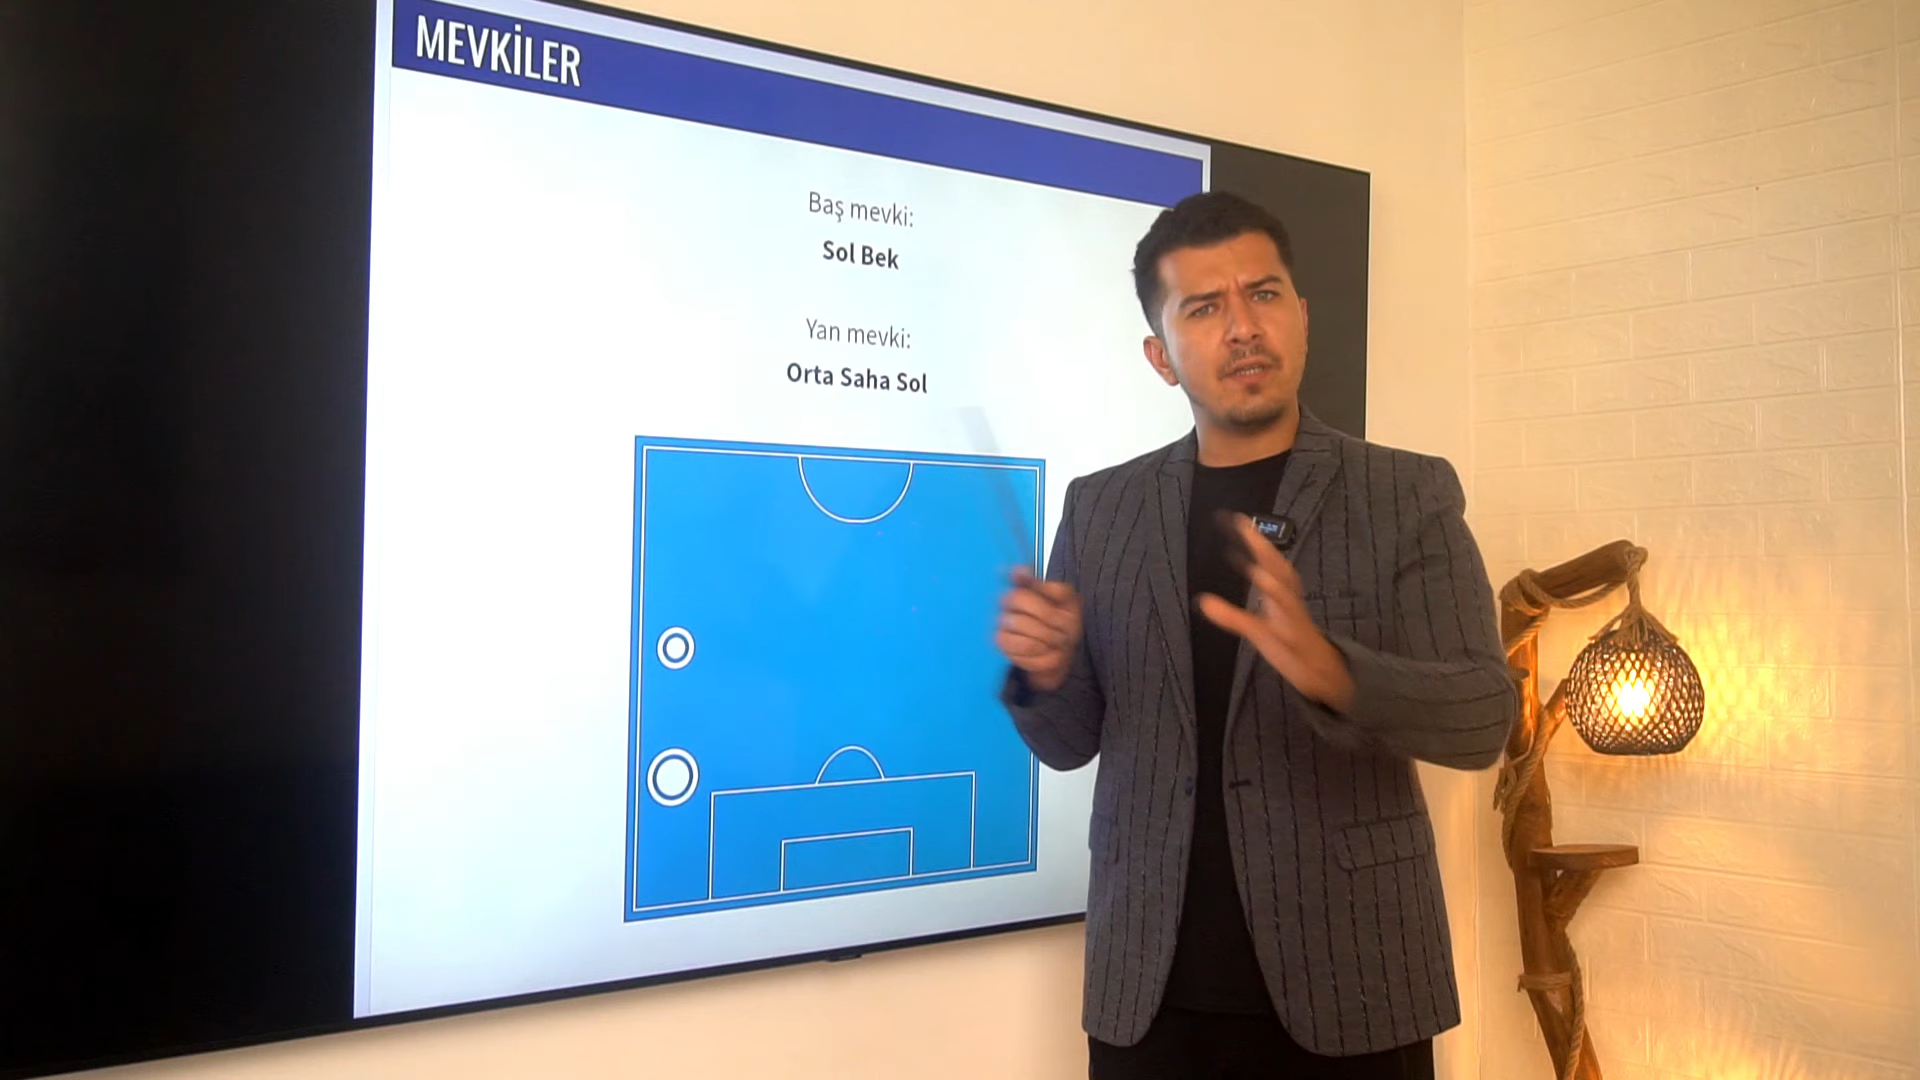 MEVKİLER
Baş mevki:
Sol Bek
Yan mevki:
Orta Saha Sol